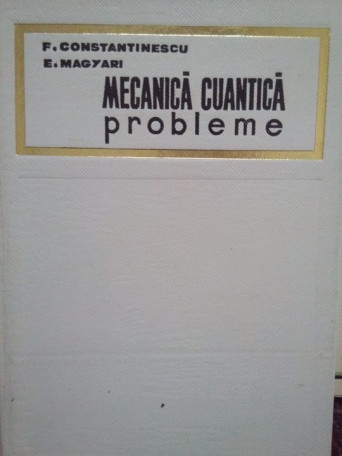 F. CONSTANTINESCU
E. MAGYARI
MECANICĂ CUANTICĂ
probleme